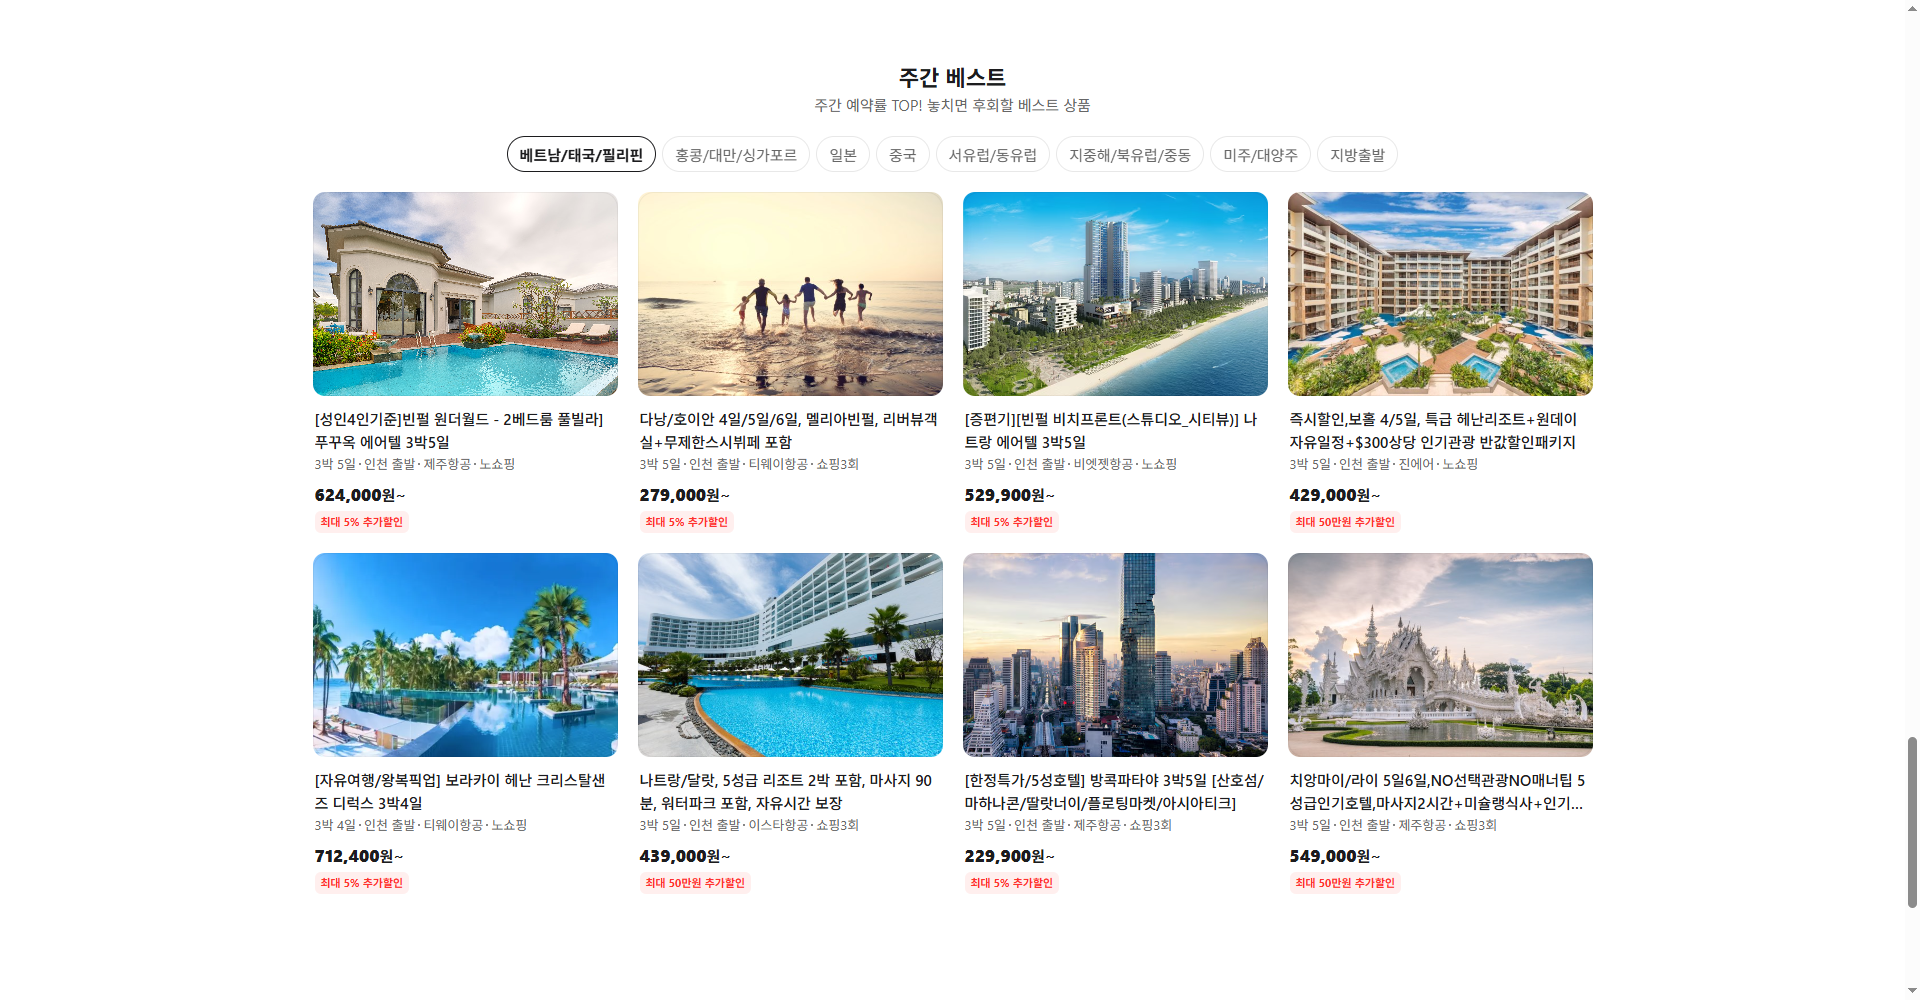 주간 베스트
주간 예약률 TOP! 놓치면 후회할 베스트 상품
베트남/태국/필리핀
홍콩/대만/싱가포르
일본
중국
서유럽/동유럽
지중해/북유럽/중동
미주/대양주
지방출발
[성인4인기준]빈펄 원더월드 - 2베드룸 풀빌라]
푸꾸옥 에어텔 3박5일
3박 5일·인천 출발·제주항공·노쇼핑
624,000원~
최대 5% 추가할인
다낭/호이안 4일/5일/6일, 멜리아빈펄, 리버뷰객
실+무제한스시뷔페 포함
3박 5일·인천 출발·티웨이항공·쇼핑3회
279,000원~
최대 5% 추가할인
[증편기][빈펄 비치프론트(스튜디오_시티뷰)] 나
트랑 에어텔 3박5일
3박 5일·인천 출발·비엣젯항공·노쇼핑
529,900원~
최대 5% 추가할인
즉시할인,보홀 4/5일, 특급 헤난리조트+원데이
자유일정+$300상당 인기관광 반값할인패키지
3박 5일·인천 출발·진에어·노쇼핑
429,000원~
최대 50만원 추가할인
[자유여행/왕복픽업] 보라카이 헤난 크리스탈샌
즈 디럭스 3박4일
3박 4일·인천 출발·티웨이항공·노쇼핑
712,400원~
최대 5% 추가할인
나트랑/달랏, 5성급 리조트 2박 포함, 마사지 90
분, 워터파크 포함, 자유시간 보장
3박 5일·인천 출발·이스타항공·쇼핑3회
439,000원~
최대 50만원 추가할인
[한정특가/5성호텔] 방콕파타야 3박5일 [산호섬/
마하나콘/딸랏너이/플로팅마켓/아시아티크]
3박 5일·인천 출발·제주항공·쇼핑3회
229,900원~
최대 5% 추가할인
치앙마이/라이 5일6일,NO선택관광NO매너팁 5
성급인기호텔,마사지2시간+미슐랭식사+인기...
3박 5일·인천 출발·제주항공·쇼핑3회
549,000원~
최대 50만원 추가할인